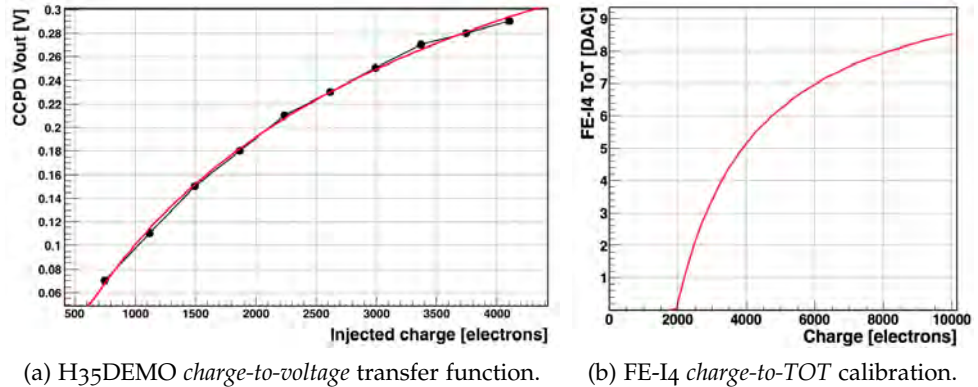 CCPD Vout [V]
0.3
0.28
0.26
0.24
0.22
0.2
0.18
0.16
0.14
0.12
0.1
0.08
0.06
500 1000 1500 2000 2500 3000 3500 4000
Injected charge [electrons]
FE-I4 ToT [DAC]
9
8
7
6
5
4
3
2
1
0 2000 4000 6000 8000 10000
Charge [electrons]
(a) H35DEMO charge-to-voltage transfer function.
(b) FE-I4 charge-to-TOT calibration.